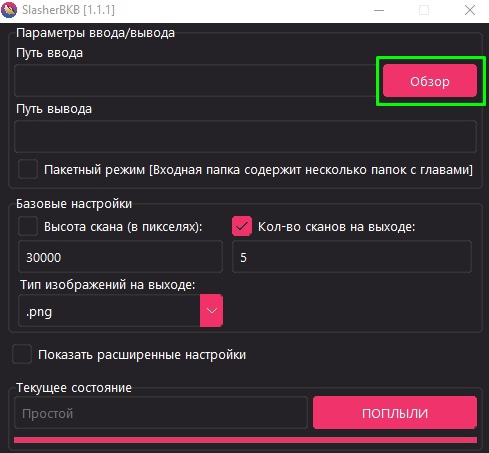 SlasherBKB [1.1.1]
Параметры ввода/вывода
Путь ввода
Обзор
Путь вывода
Пакетный режим [Входная папка содержит несколько папок с главами]
Базовые настройки
Высота скана (в пикселях):
Кол-во сканов на выходе:
30000
5
Тип изображений на выходе:
.png
Показать расширенные настройки
Текущее состояние
Простой
ПОПЛЫЛИ